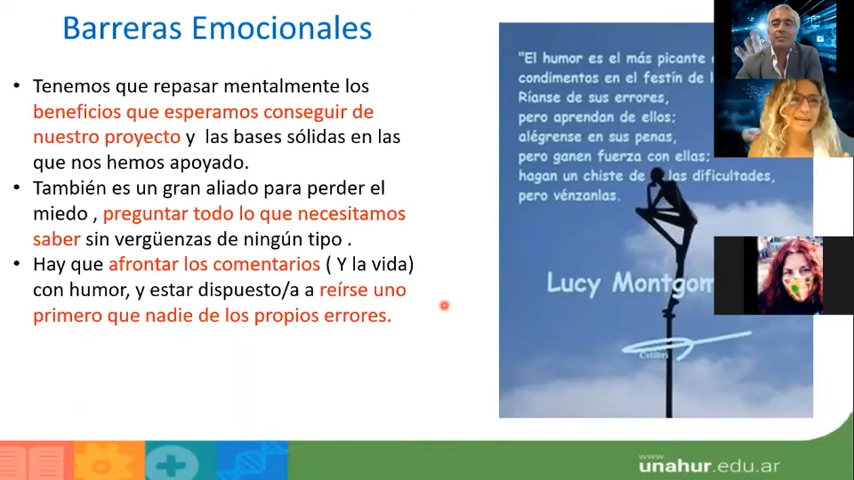 Barreras Emocionales
• Tenemos que repasar mentalmente los
beneficios que esperamos conseguir de
nuestro proyecto y las bases sólidas en las
que nos hemos apoyado.
• También es un gran aliado para perder el
miedo , preguntar todo lo que necesitamos
saber sin vergüenzas de ningún tipo .
• Hay que afrontar los comentarios ( Y la vida)
con humor, y estar dispuesto/a a reírse uno
primero que nadie de los propios errores.
"El humor es el más picante
condimentos en el festín de
Ríanse de sus errores,
pero aprendan de ellos;
alégrense en sus penas,
pero ganen fuerza con ellas;
hagan un chiste de las dificultades,
pero vénzanlas.
Lucy Montgom
Colibrí
www
unahur.edu.ar